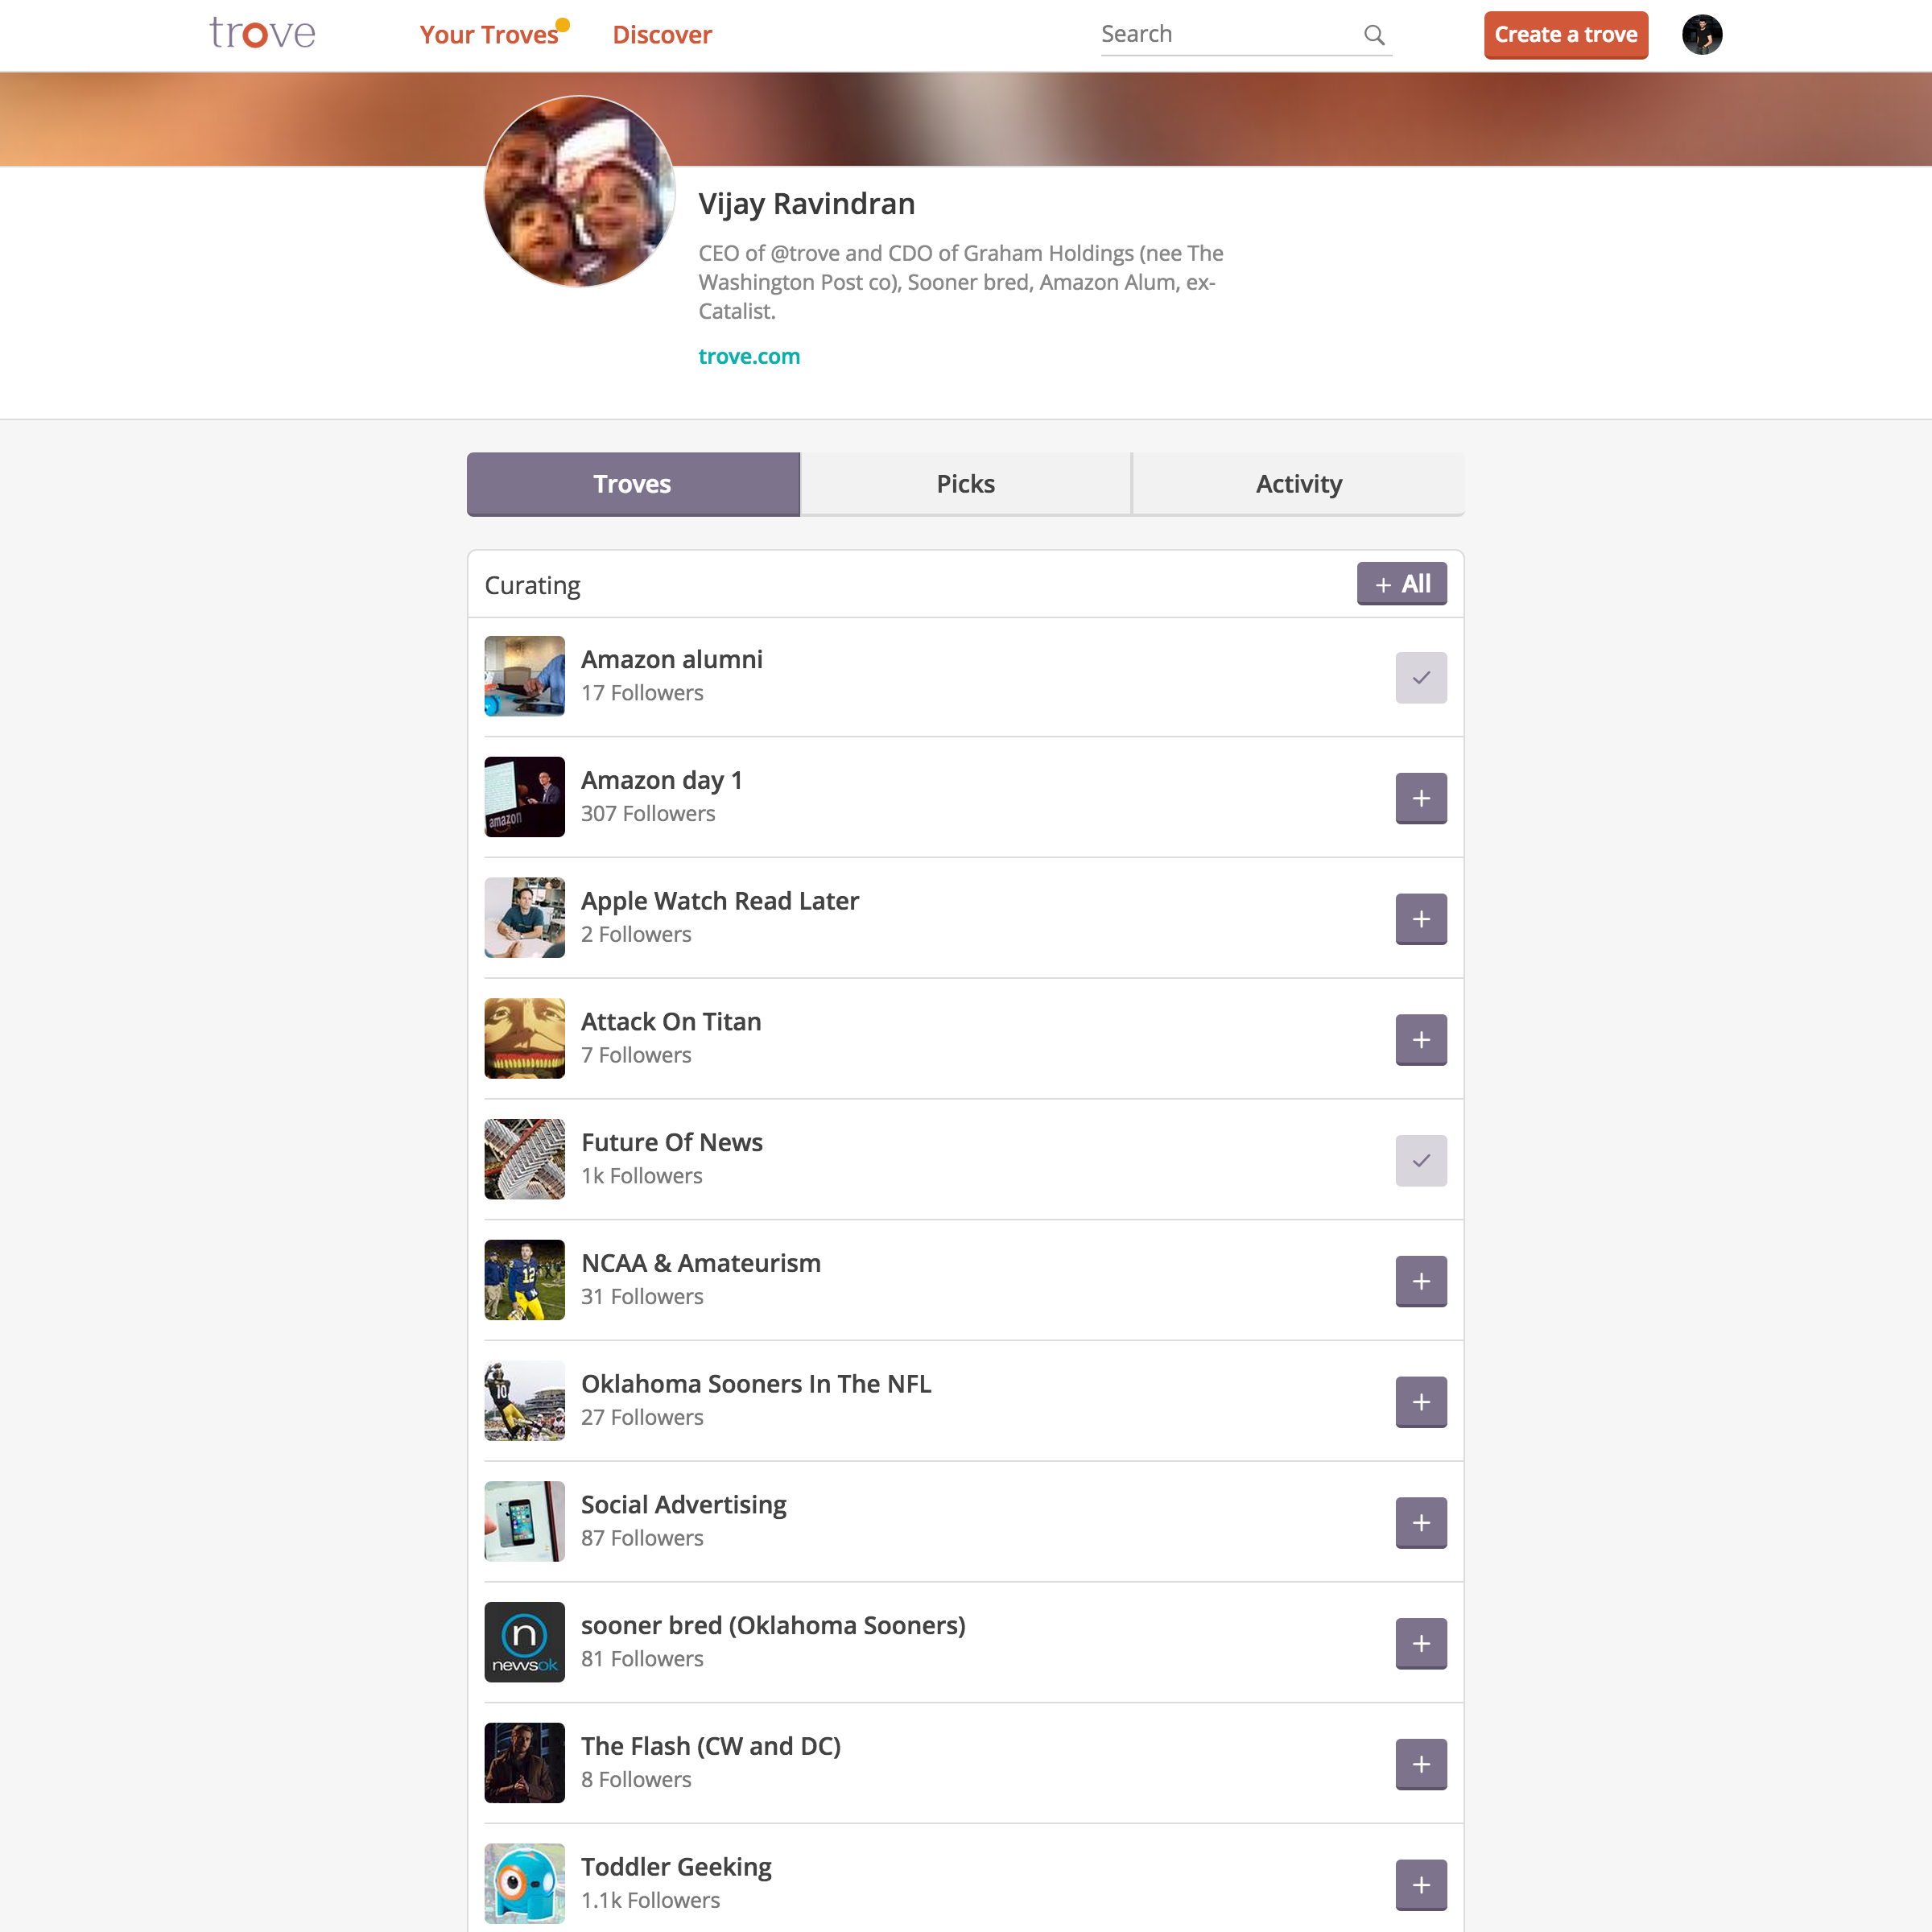 trove
Your Troves
Discover
Search
Create a trove
Vijay Ravindran
CEO of @trove and CDO of Graham Holdings (nee The
Washington Post co), Sooner bred, Amazon Alum, ex-
Catalist.
trove.com
Troves
Picks
Activity
Curating
+ All
Amazon alumni
17 Followers
Amazon day 1
307 Followers
amazon
Apple Watch Read Later
2 Followers
Attack On Titan
7 Followers
Future Of News
1k Followers
NCAA & Amateurism
31 Followers
12
Oklahoma Sooners In The NFL
27 Followers
10
Social Advertising
87 Followers
sooner bred (Oklahoma Sooners)
81 Followers
n
newsok
The Flash (CW and DC)
8 Followers
Toddler Geeking
1.1k Followers